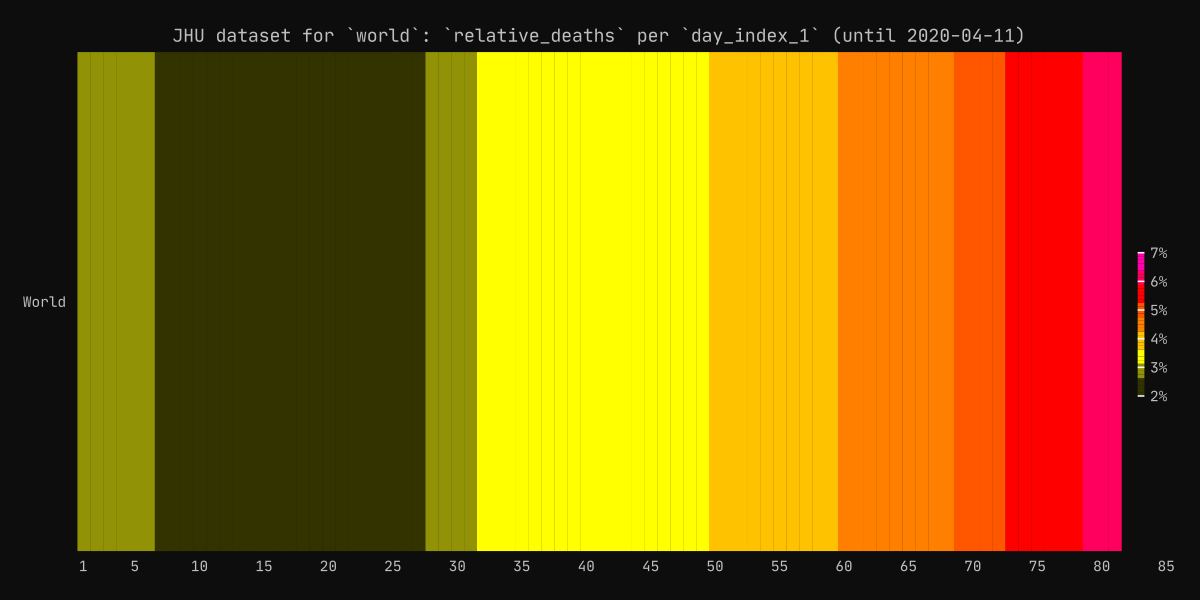 JHU dataset for `world`: `relative_deaths` per `day_index_1` (until 2020-04-11)
World
7%
6%
5%
4%
3%
2%
1 5 10 15 20 25 30 35 40 45 50 55 60 65 70 75 80 85